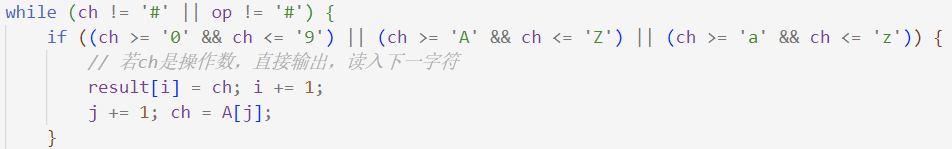 while (ch != '#' || op != '#') {
    if ((ch >= '0' && ch <= '9') || (ch >= 'A' && ch <= 'Z') || (ch >= 'a' && ch <= 'z')) {
        // 若ch是操作数，直接输出，读入下一字符
        result[i] = ch; i += 1;
        j += 1; ch = A[j];
    }